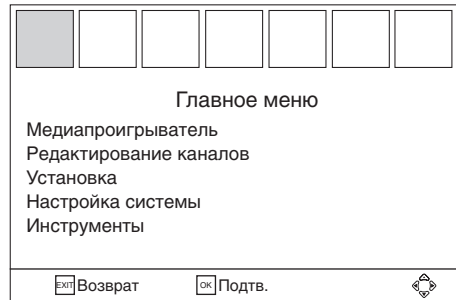 Главное меню
Медиапроигрыватель
Редактирование каналов
Установка
Настройка системы
Инструменты
EXIT Возврат OK Подтв.